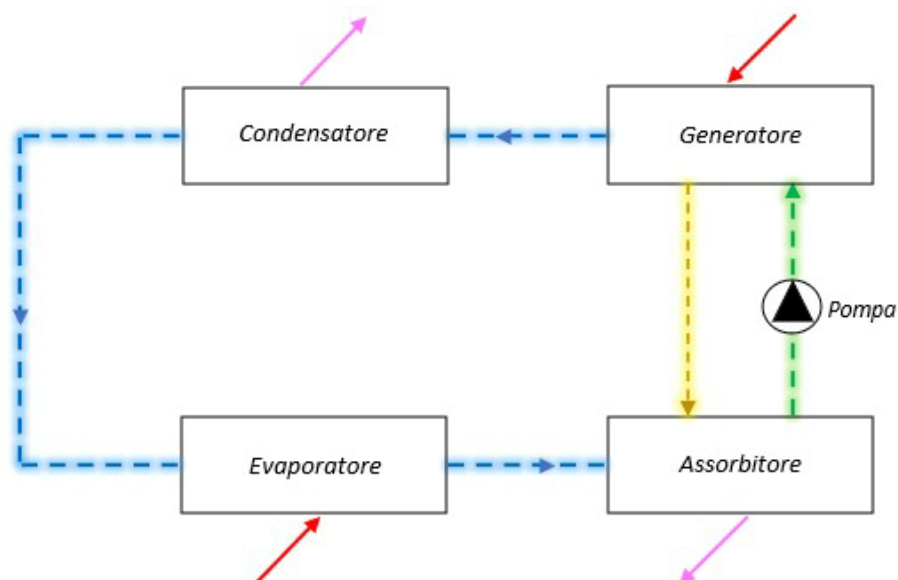 Condensatore
Generatore
Pompa
Evaporatore
Assorbitore